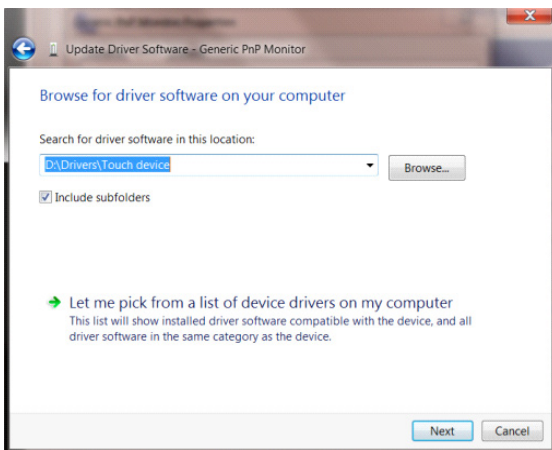 Update Driver Software - Generic PnP Monitor
Browse for driver software on your computer
Search for driver software in this location:
D:\Drivers\Touch device
Browse...
Include subfolders
Let me pick from a list of device drivers on my computer
This list will show installed driver software compatible with the device, and all
driver software in the same category as the device.
Next
Cancel